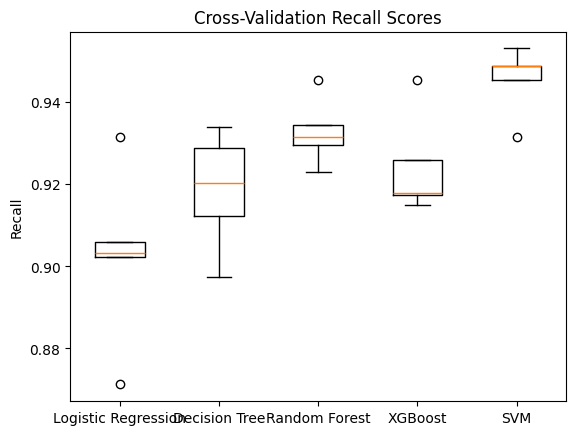 Cross-Validation Recall Scores
Recall
0.94
0.92
0.90
0.88
Logistic Regression Decision Tree Random Forest XGBoost SVM